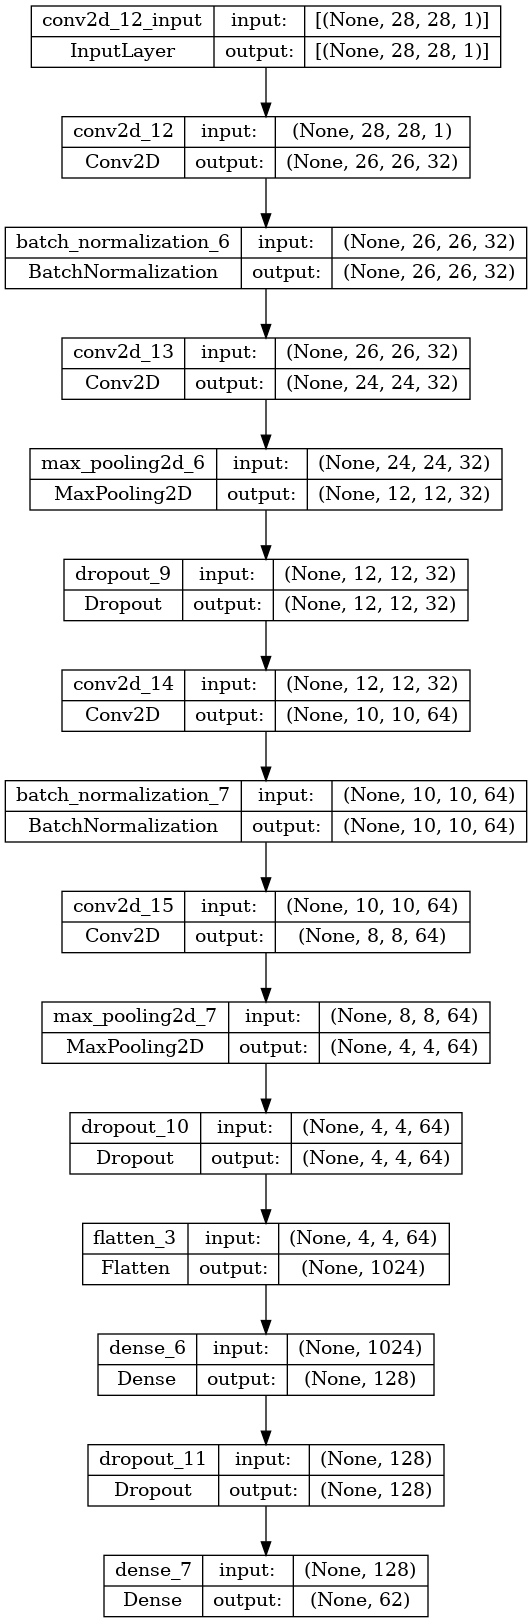 conv2d_12_input input: [(None, 28, 28, 1)]
InputLayer output: [(None, 28, 28, 1)]
conv2d_12 input: (None, 28, 28, 1)
Conv2D output: (None, 26, 26, 32)
batch_normalization_6 input: (None, 26, 26, 32)
BatchNormalization output: (None, 26, 26, 32)
conv2d_13 input: (None, 26, 26, 32)
Conv2D output: (None, 24, 24, 32)
max_pooling2d_6 input: (None, 24, 24, 32)
MaxPooling2D output: (None, 12, 12, 32)
dropout_9 input: (None, 12, 12, 32)
Dropout output: (None, 12, 12, 32)
conv2d_14 input: (None, 12, 12, 32)
Conv2D output: (None, 10, 10, 64)
batch_normalization_7 input: (None, 10, 10, 64)
BatchNormalization output: (None, 10, 10, 64)
conv2d_15 input: (None, 10, 10, 64)
Conv2D output: (None, 8, 8, 64)
max_pooling2d_7 input: (None, 8, 8, 64)
MaxPooling2D output: (None, 4, 4, 64)
dropout_10 input: (None, 4, 4, 64)
Dropout output: (None, 4, 4, 64)
flatten_3 input: (None, 4, 4, 64)
Flatten output: (None, 1024)
dense_6 input: (None, 1024)
Dense output: (None, 128)
dropout_11 input: (None, 128)
Dropout output: (None, 128)
dense_7 input: (None, 128)
Dense output: (None, 62)